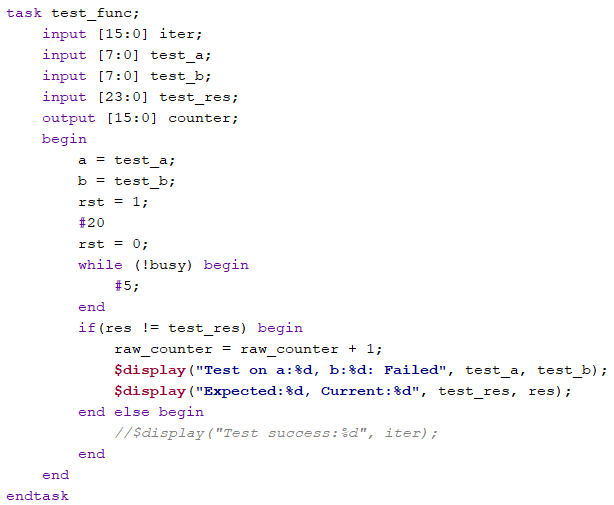 task test_func;
    input [15:0] iter;
    input [7:0] test_a;
    input [7:0] test_b;
    input [23:0] test_res;
    output [15:0] counter;
    begin
        a = test_a;
        b = test_b;
        rst = 1;
        #20
        rst = 0;
        while (!busy) begin
            #5;
        end
        if(res != test_res) begin
            raw_counter = raw_counter + 1;
            $display("Test on a:%d, b:%d: Failed", test_a, test_b);
            $display("Expected:%d, Current:%d", test_res, res);
        end else begin
            //$display("Test success:%d", iter);
        end
    end
endtask